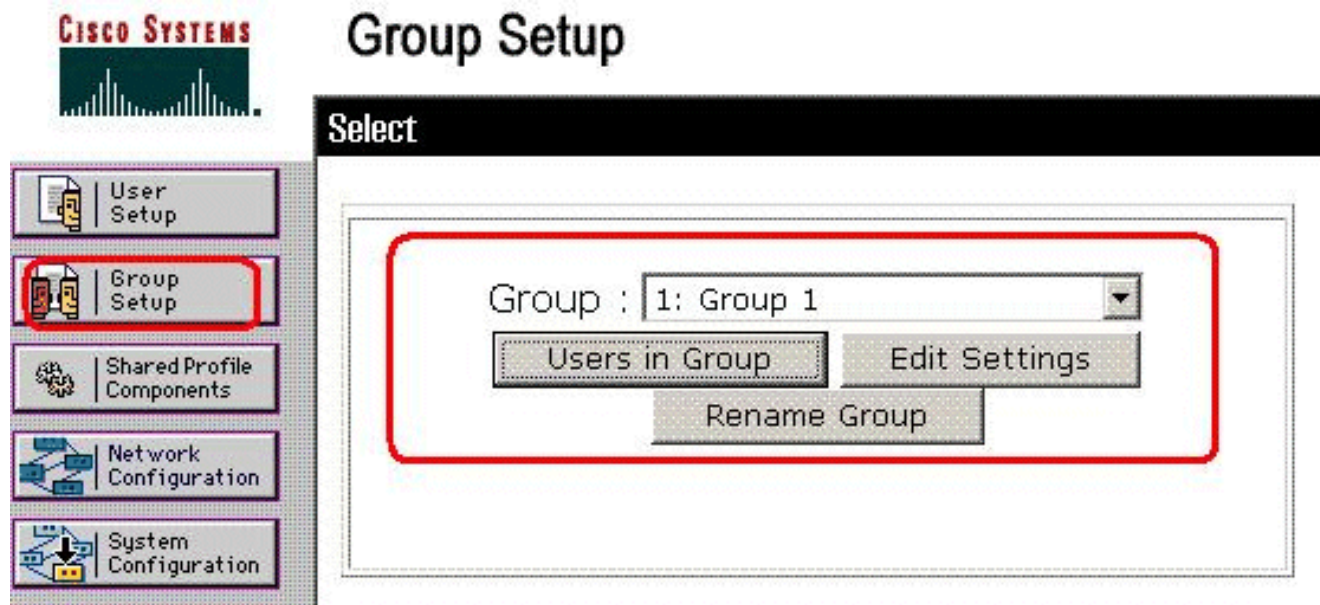 CISCO SYSTEMS
Group Setup
Select
User
Setup
Group
Setup
Shared Profile
Components
Network
Configuration
System
Configuration
Group : 1: Group 1
Users in Group Edit Settings
Rename Group